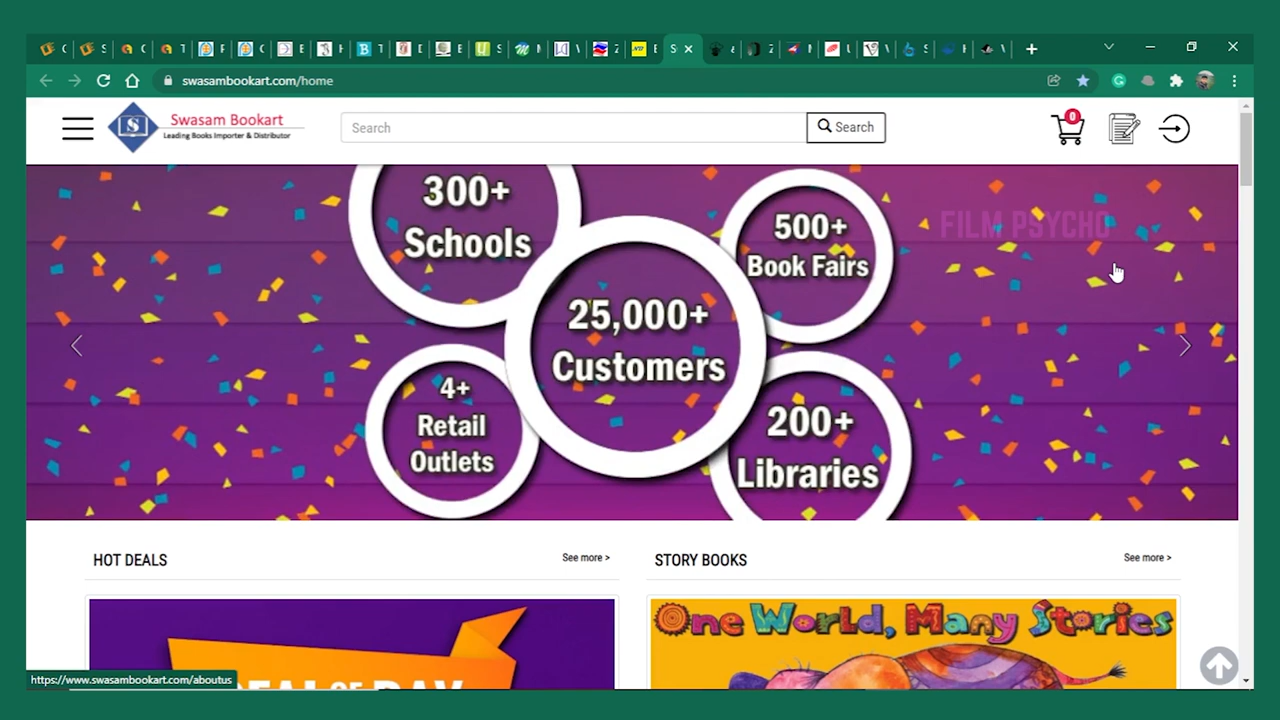 swasambookart.com/home
Swasam Bookart
Leading Books Importer & Distributor
Search
Search
0
300+
Schools
500+
Book Fairs
FILM PSYCHO
25,000+
Customers
4+
Retail
Outlets
200+
Libraries
HOT DEALS
See more >
STORY BOOKS
See more >
One World, Many Stories
https://www.swasambookart.com/aboutus